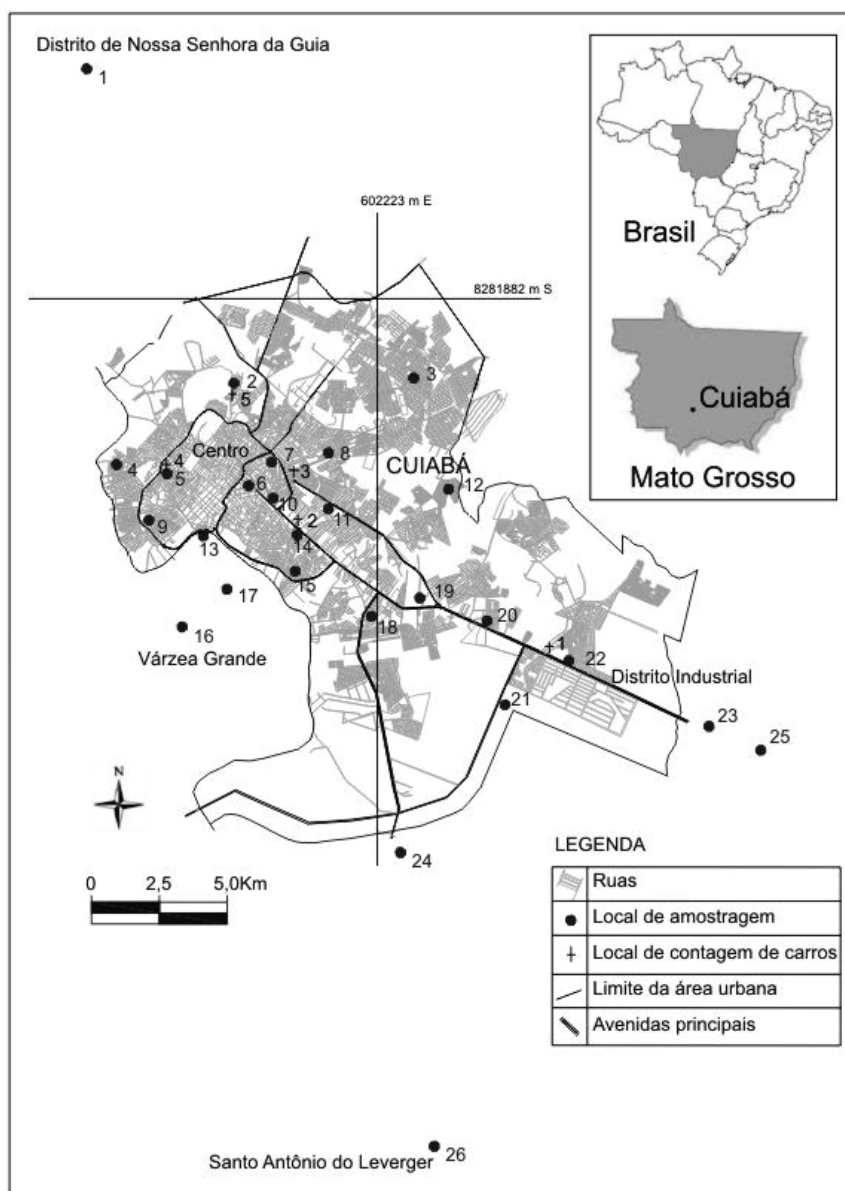 Distrito de Nossa Senhora da Guia
1
602223 m E
8281882 m S
Brasil
Cuiabá
Mato Grosso
2
5
3
Centro
7
8
CUIABÁ
4
4
5
3
6
12
10
11
9
2
14
13
15
17
19
18
20
16
Várzea Grande
1
22
Distrito Industrial
21
23
25
N
24
0 2,5 5,0Km
LEGENDA
Ruas
Local de amostragem
Local de contagem de carros
Limite da área urbana
Avenidas principais
Santo Antônio do Leverger
26